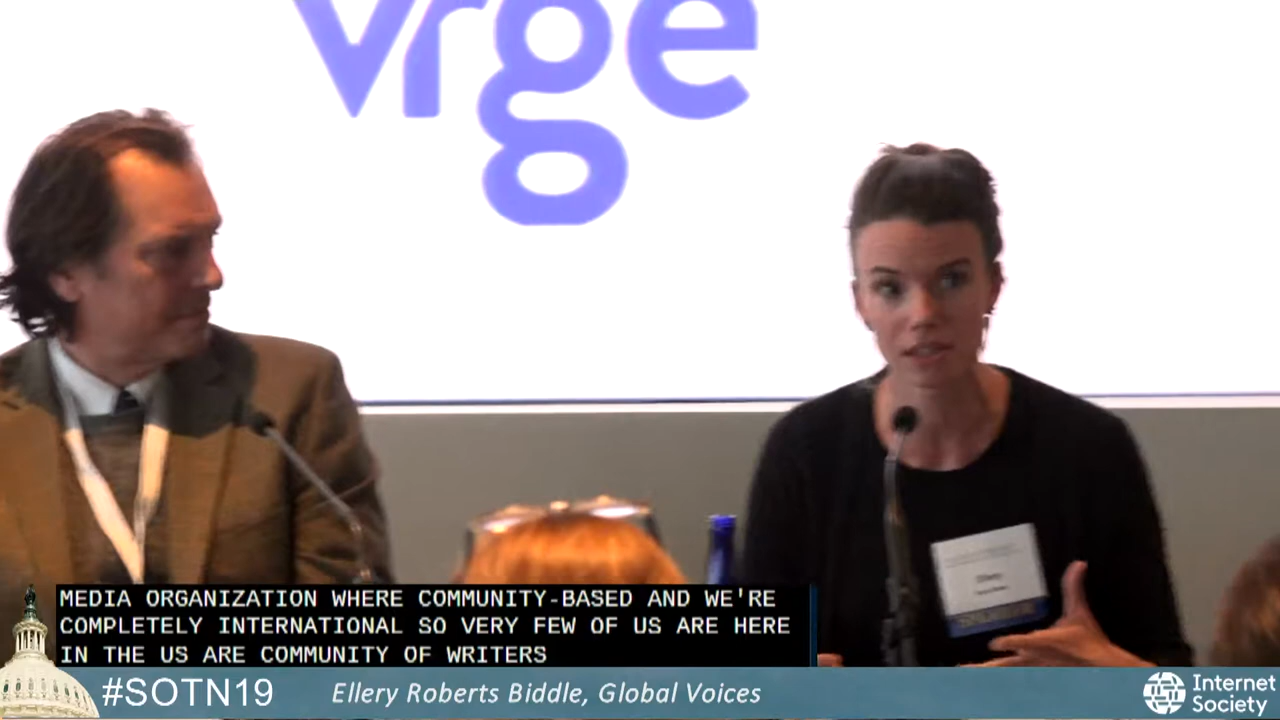 vrge
Ellery
MEDIA ORGANIZATION WHERE COMMUNITY-BASED AND WE'RE
COMPLETELY INTERNATIONAL SO VERY FEW OF US ARE HERE
IN THE US ARE COMMUNITY OF WRITERS
#SOTN19
Ellery Roberts Biddle, Global Voices
Internet
Society